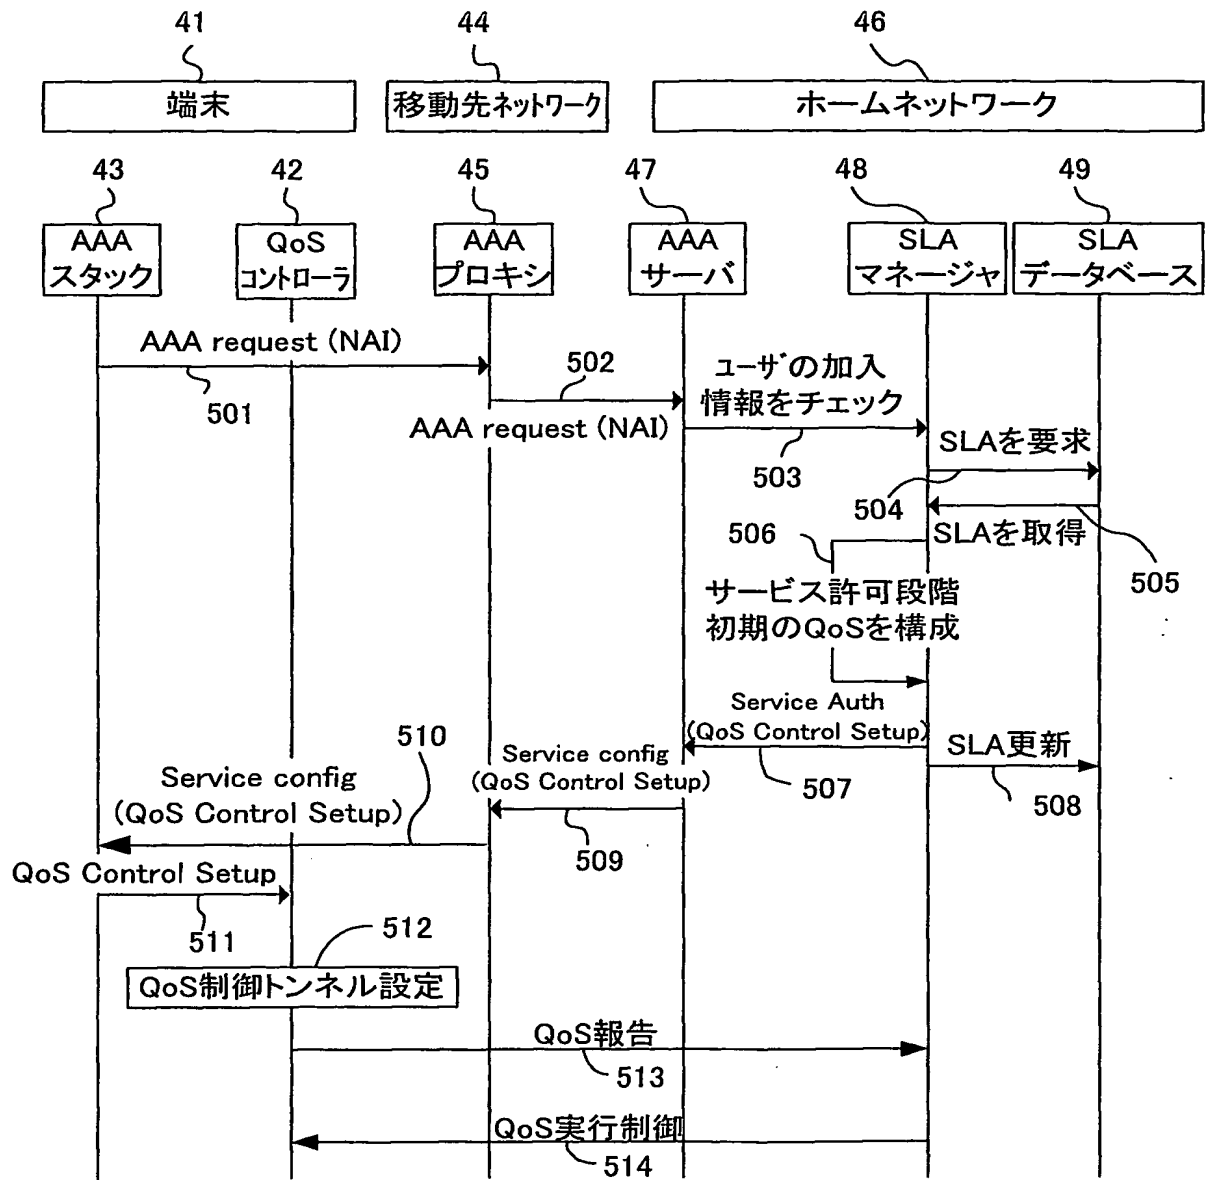 41
44
46
端末
移動先ネットワーク
ホームネットワーク
43
42
45
47
48
49
AAA
スタック
QoS
コントローラ
AAA
プロキシ
AAA
サーバ
SLA
マネージャ
SLA
データベース
AAA request (NAI)
501
502
AAA request (NAI)
ユーザの加入
情報をチェック
503
SLAを要求
504
SLAを取得
505
506
サービス許可段階
初期のQoSを構成
Service Auth
(QoS Control Setup)
507
SLA更新
508
Service config
(QoS Control Setup)
509
510
Service config
(QoS Control Setup)
QoS Control Setup
511
512
QoS制御トンネル設定
QoS報告
513
QoS実行制御
514